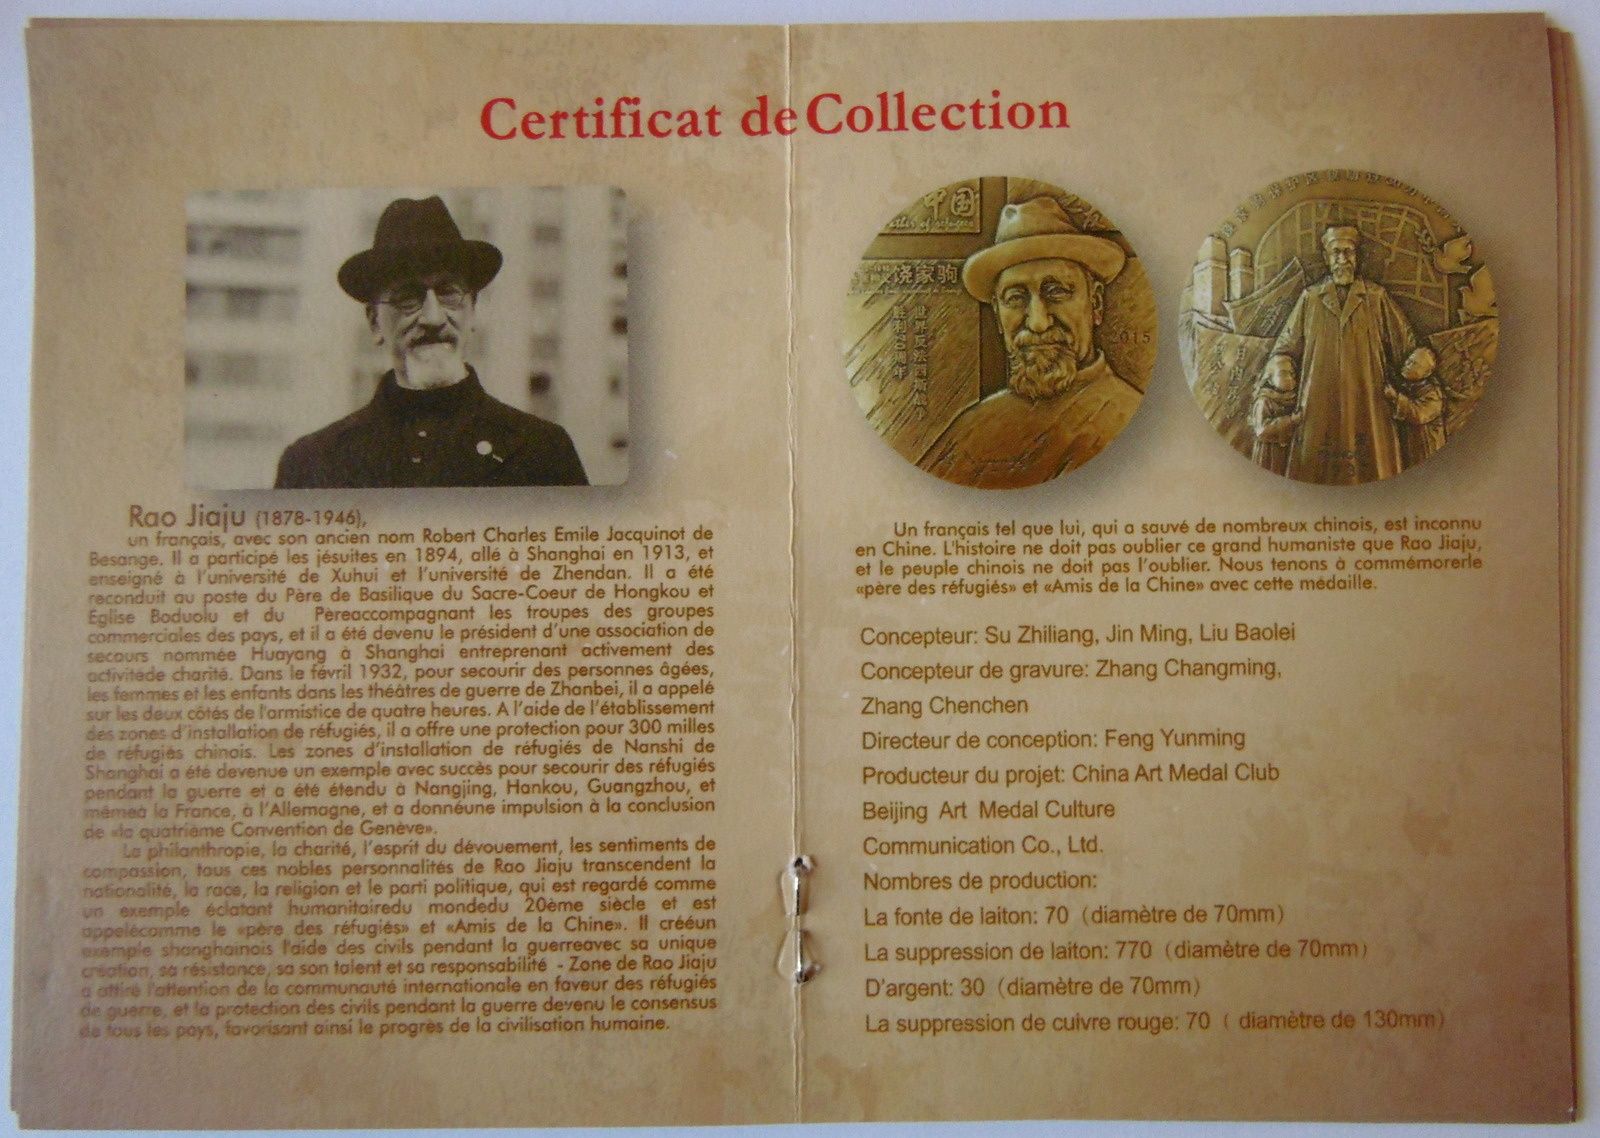 Certificat de Collection
Rao Jiaju (1878-1946),
un français, avec son ancien nom Robert Charles Emile Jacquinot de
Besange. Il a participé les jésuites en 1894, allé à Shanghai en 1913, et
enseigné à l'université de Xuhui et l'université de Zhendan. Il a été
reconduit au poste du Père de Basilique du Sacre-Coeur de Hongkou et
Eglise Boduolu et du Pèreaccompagnant les troupes des groupes
commerciales des pays, et il a été devenu le président d'une association de
secours nommée Huayang à Shanghai entreprenant activement des
activitéde charité. Dans le février 1932, pour secourir des personnes âgées,
les femmes et les enfants dans les théâtres de guerre de Zhanbei, il a appelé
sur les deux côtés de l'armistice de quatre heures. A l'aide de l'établissement
des zones d'installation de réfugiés, il a offre une protection pour 300 milles
de réfugiés chinois. Les zones d'installation de réfugiés de Nanshi de
Shanghai a été devenue un exemple avec succès pour secourir des réfugiés
pendant la guerre et a été étendu à Nangjing, Hankou, Guangzhou, et
mêmeà la France, à l'Allemagne, et a donnéune impulsion à la conclusion
de «la quatrième Convention de Genève».
La philanthropie, la charité, l'esprit du dévouement, les sentiments de
compassion, tous ces nobles personnalités de Rao Jiaju transcendent la
nationalité, la race, la religion et le parti politique, qui est regardé comme
un exemple éclatant humanitairedu mondedu 20ème siècle et est
appelécomme le «père des réfugiés» et «Amis de la Chine». Il crééun
exemple shanghainais l'aide des civils pendant la guerreavec sa unique
création, sa résistance, sa son talent et sa responsabilité - Zone de Rao Jiaju
a attiré l'attention de la communauté internationale en faveur des réfugiés
de guerre, et la protection des civils pendant la guerre devenu le consensus
de tous les pays, favorisant ainsi le progrès de la civilisation humaine.
中国
饶家驹
世界反法西斯战争
胜利70周年
2015
1937
Un français tel que lui, qui a sauvé de nombreux chinois, est inconnu
en Chine. L'histoire ne doit pas oublier ce grand humaniste que Rao Jiaju,
et le peuple chinois ne doit pas l'oublier. Nous tenons à commémorerle
«père des réfugiés» et «Amis de la Chine» avec cette médaille.
Concepteur: Su Zhiliang, Jin Ming, Liu Baolei
Concepteur de gravure: Zhang Changming,
Zhang Chenchen
Directeur de conception: Feng Yunming
Producteur du projet: China Art Medal Club
Beijing Art Medal Culture
Communication Co., Ltd.
Nombres de production:
La fonte de laiton: 70 (diamètre de 70mm)
La suppression de laiton: 770 (diamètre de 70mm)
D'argent: 30 (diamètre de 70mm)
La suppression de cuivre rouge: 70 ( diamètre de 130mm)